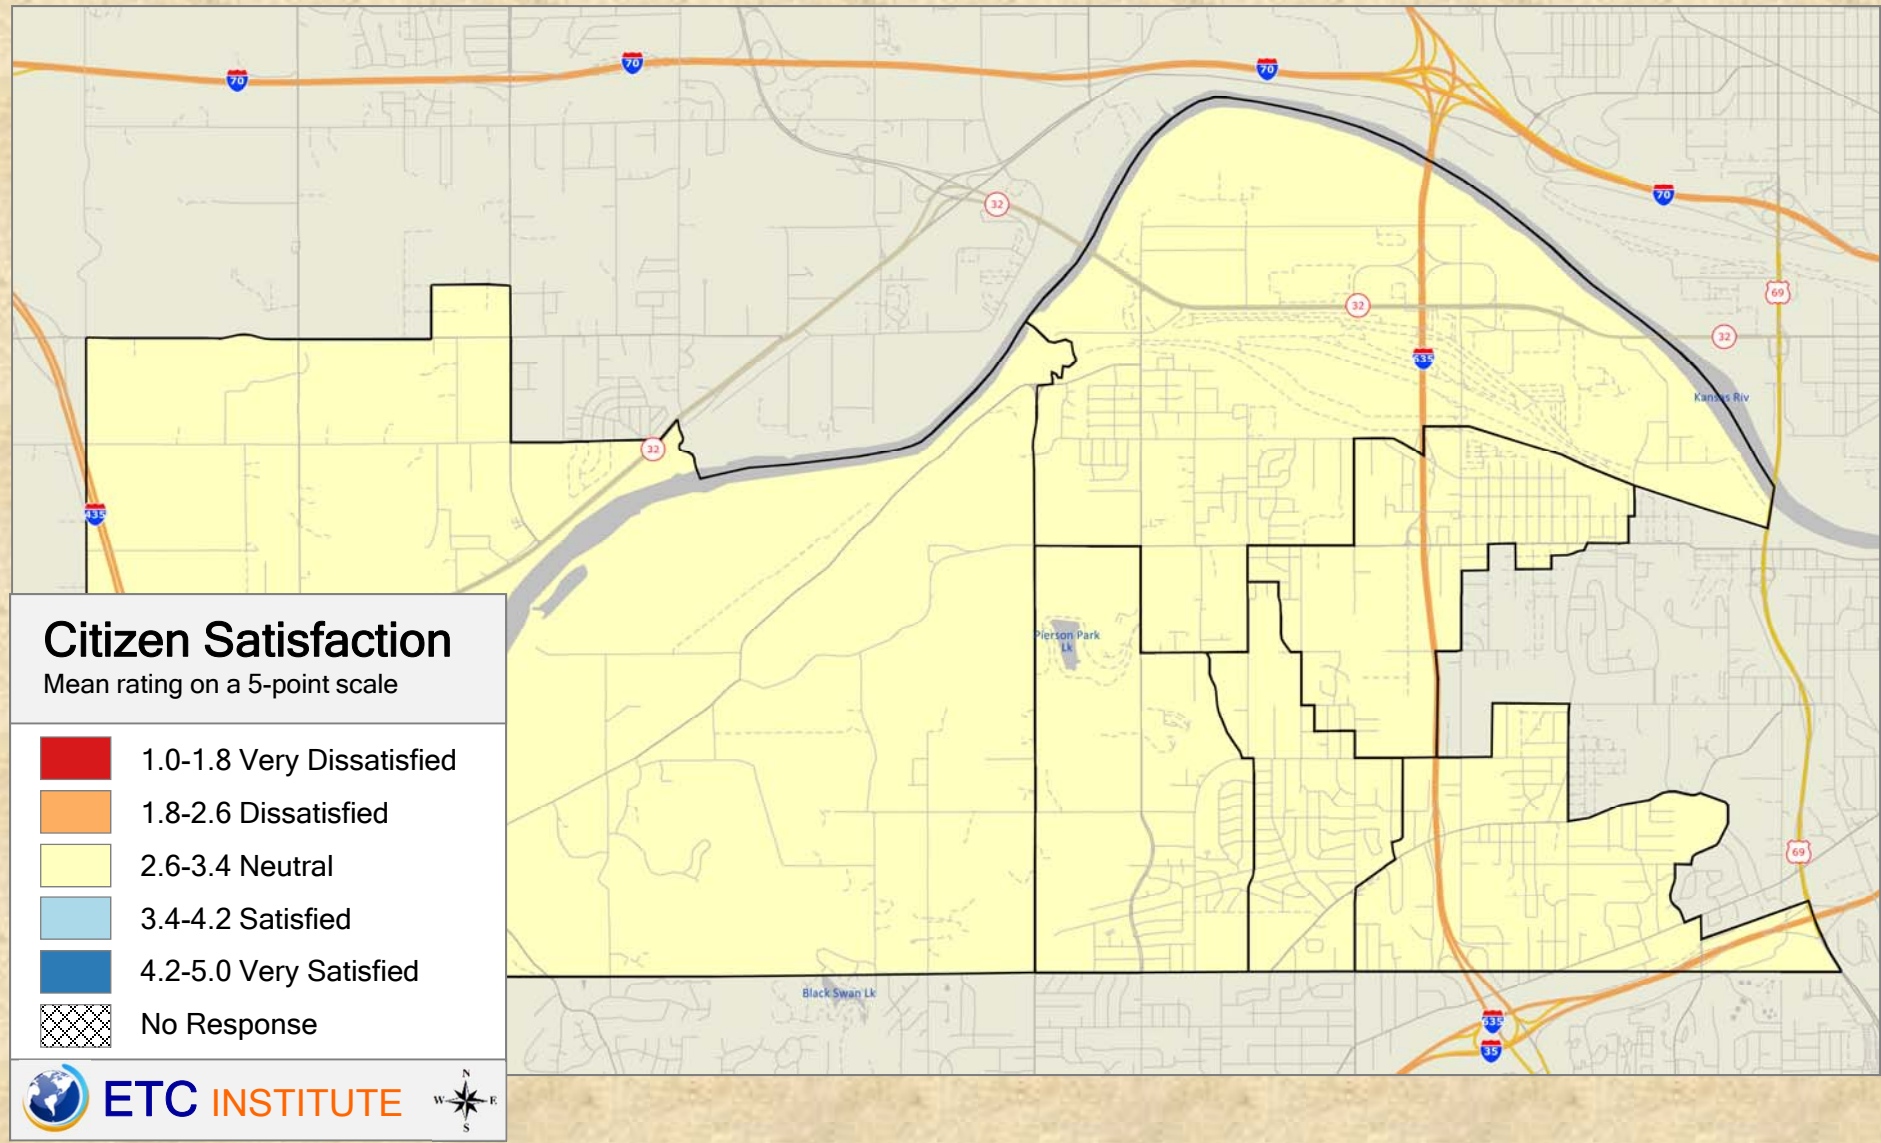 70
70
70
70
32
69
32
32
635
Kansas Riv
32
435
Pierson Park
Lk
69
Black Swan Lk
635
35
Citizen Satisfaction
Mean rating on a 5-point scale
1.0-1.8 Very Dissatisfied
1.8-2.6 Dissatisfied
2.6-3.4 Neutral
3.4-4.2 Satisfied
4.2-5.0 Very Satisfied
No Response
ETC INSTITUTE
N
W E
S